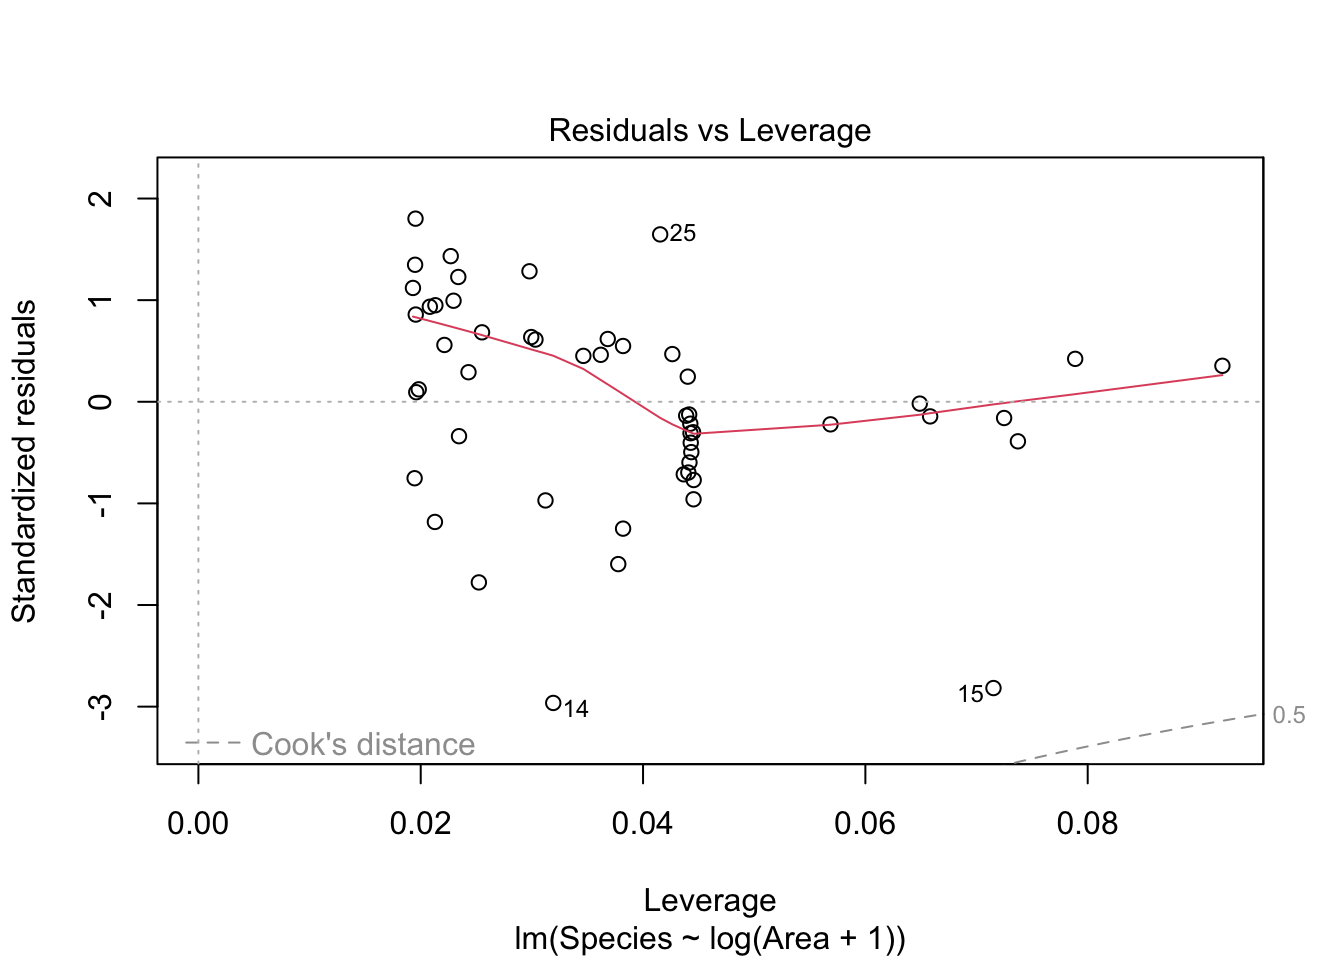 Residuals vs Leverage
Standardized residuals
2
1
0
-1
-2
-3
25
14
15
Cook's distance
0.5
0.00 0.02 0.04 0.06 0.08
Leverage
lm(Species ~ log(Area + 1))